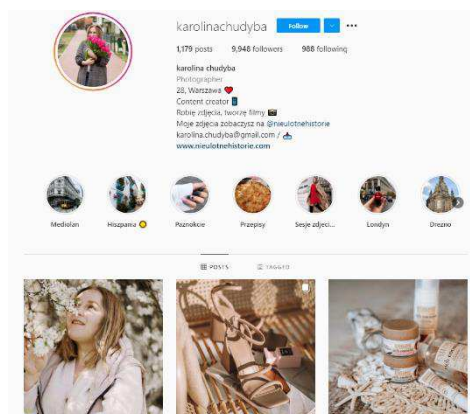 karolinachudyba Follow
1,179 posts 9,948 followers 988 following
karolina chudyba
Photographer
28, Warszawa
Content creator
Robię zdjęcia, tworzę filmy
Moje zdjęcia zobaczysz na @nieulotnehistorie
karolina.chudyba@gmail.com /
www.nieulotnehistorie.com
Mediolan Hiszpania Paznokcie Przepisy Sesje zdjęci... Londyn Drezno
POSTS TAGGED